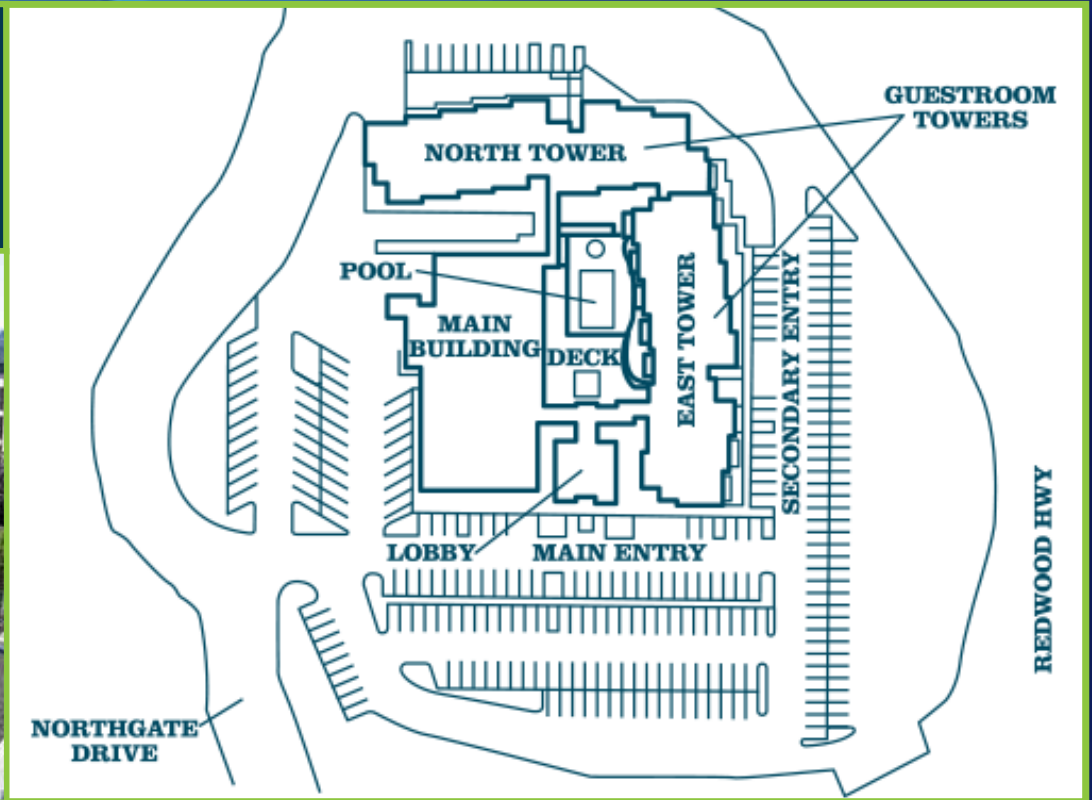 GUESTROOM
TOWERS
NORTH TOWER
POOL
MAIN
BUILDING
DECK
EAST TOWER
SECONDARY ENTRY
LOBBY
MAIN ENTRY
REDWOOD HWY
NORTHGATE
DRIVE